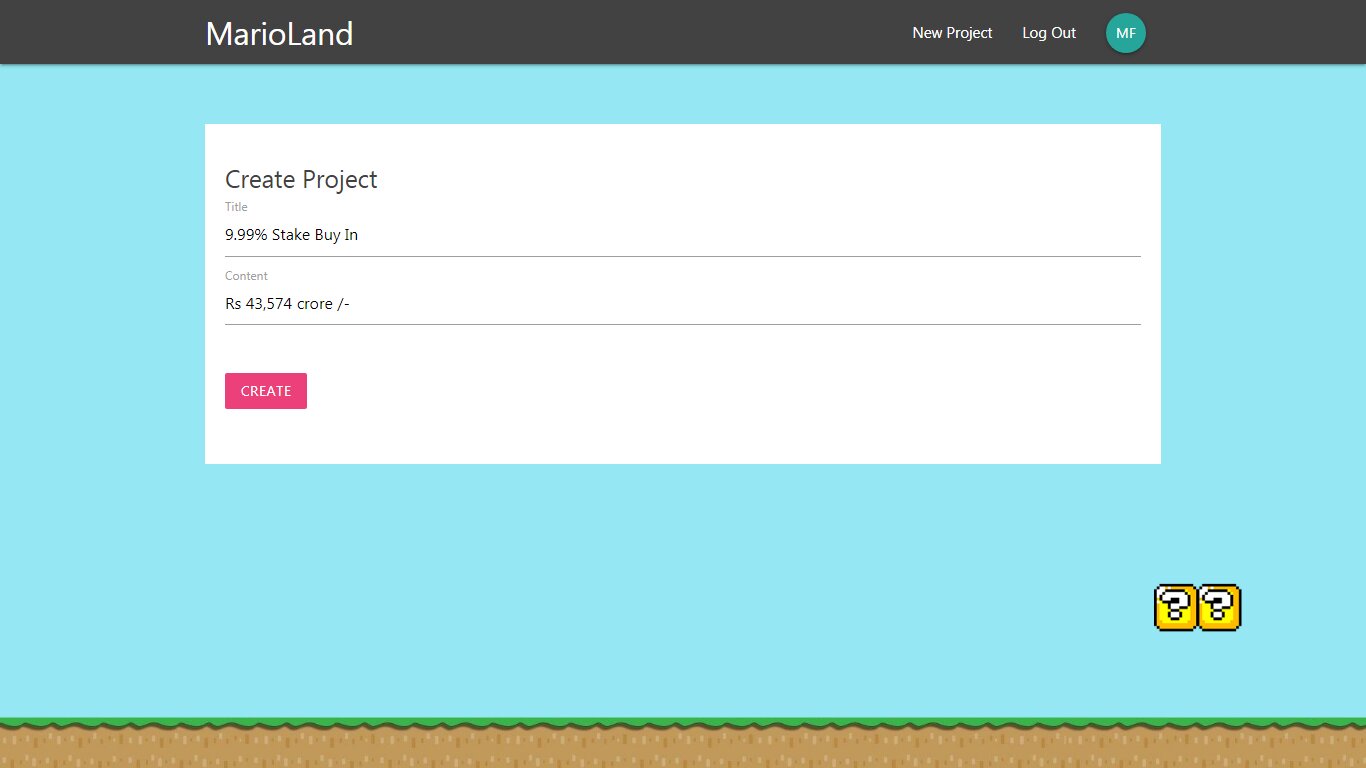 MarioLand
New Project
Log Out
MF
Create Project
Title
9.99% Stake Buy In
Content
Rs 43,574 crore /-
CREATE
? ?